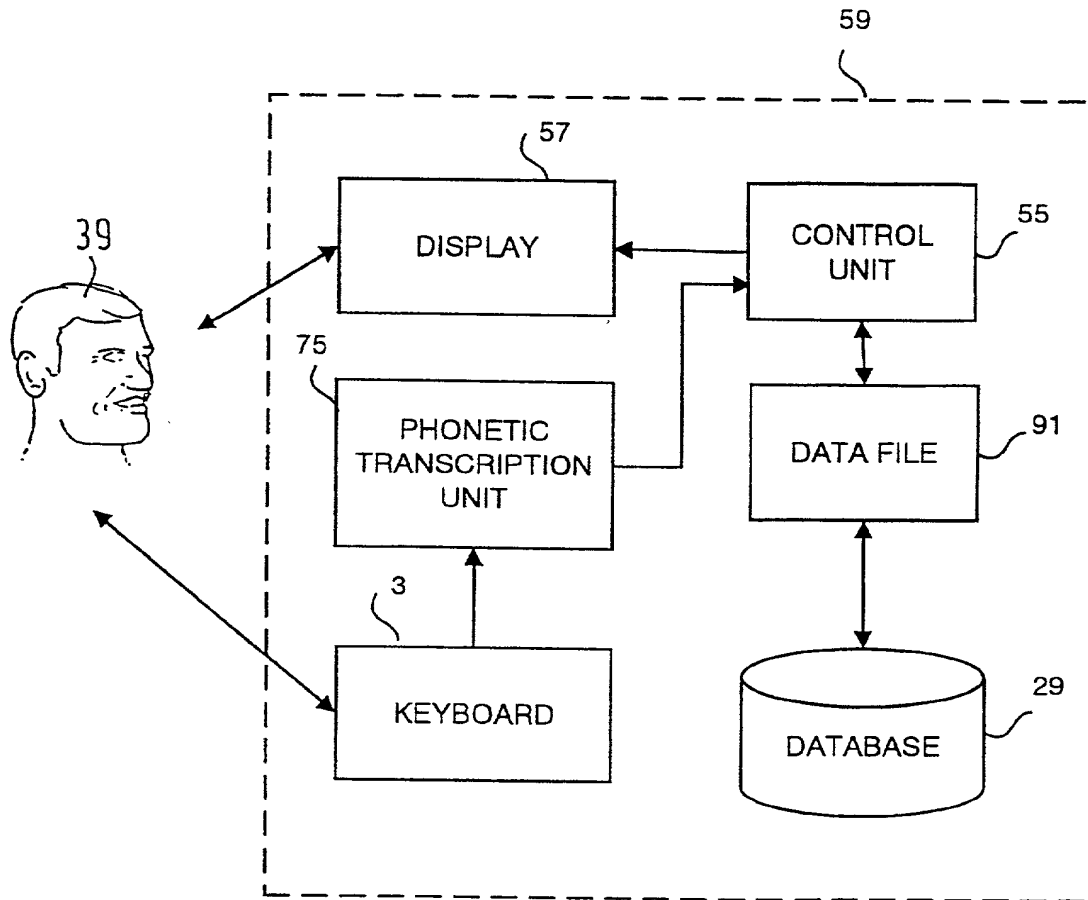 59
57
DISPLAY
CONTROL
UNIT
55
39
75
PHONETIC
TRANSCRIPTION
UNIT
DATA FILE
91
3
KEYBOARD
DATABASE
29